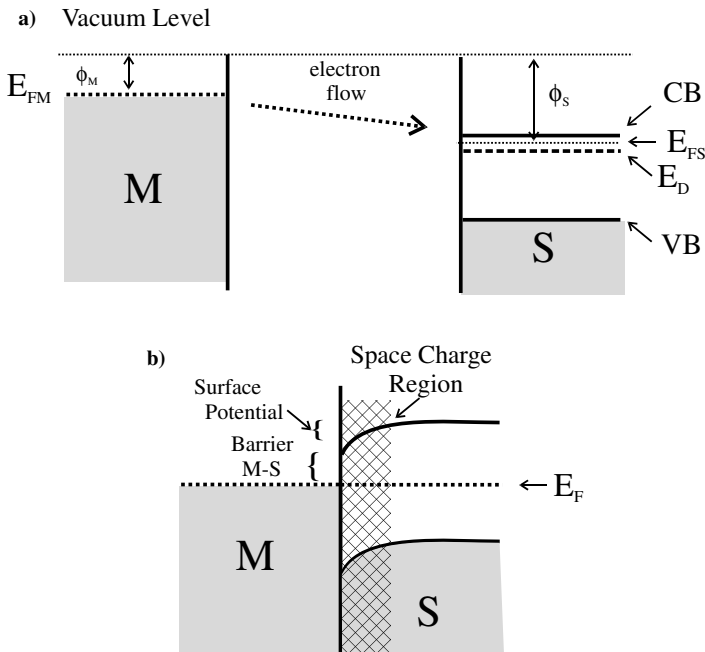 a) Vacuum Level
E_FM
ϕ_M
electron
flow
ϕ_S
CB
E_FS
E_D
VB
M
S
b)
Space Charge
Region
Surface
Potential
Barrier
M-S
E_F
M
S